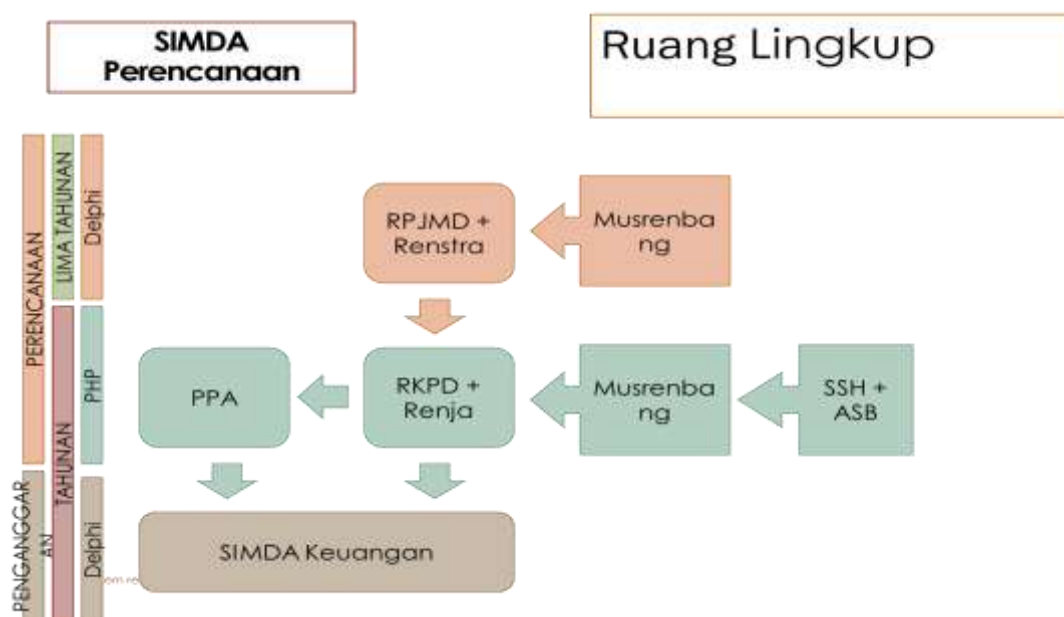 SIMDA
Perencanaan
Ruang Lingkup
PERENCANAAN
LIMA TAHUNAN
Delphi
RPJMD +
Renstra
Musrenba
ng
TAHUNAN
PHP
PPA
RKPD +
Renja
Musrenba
ng
SSH +
ASB
PENGANGGAR
AN
Delphi
SIMDA Keuangan